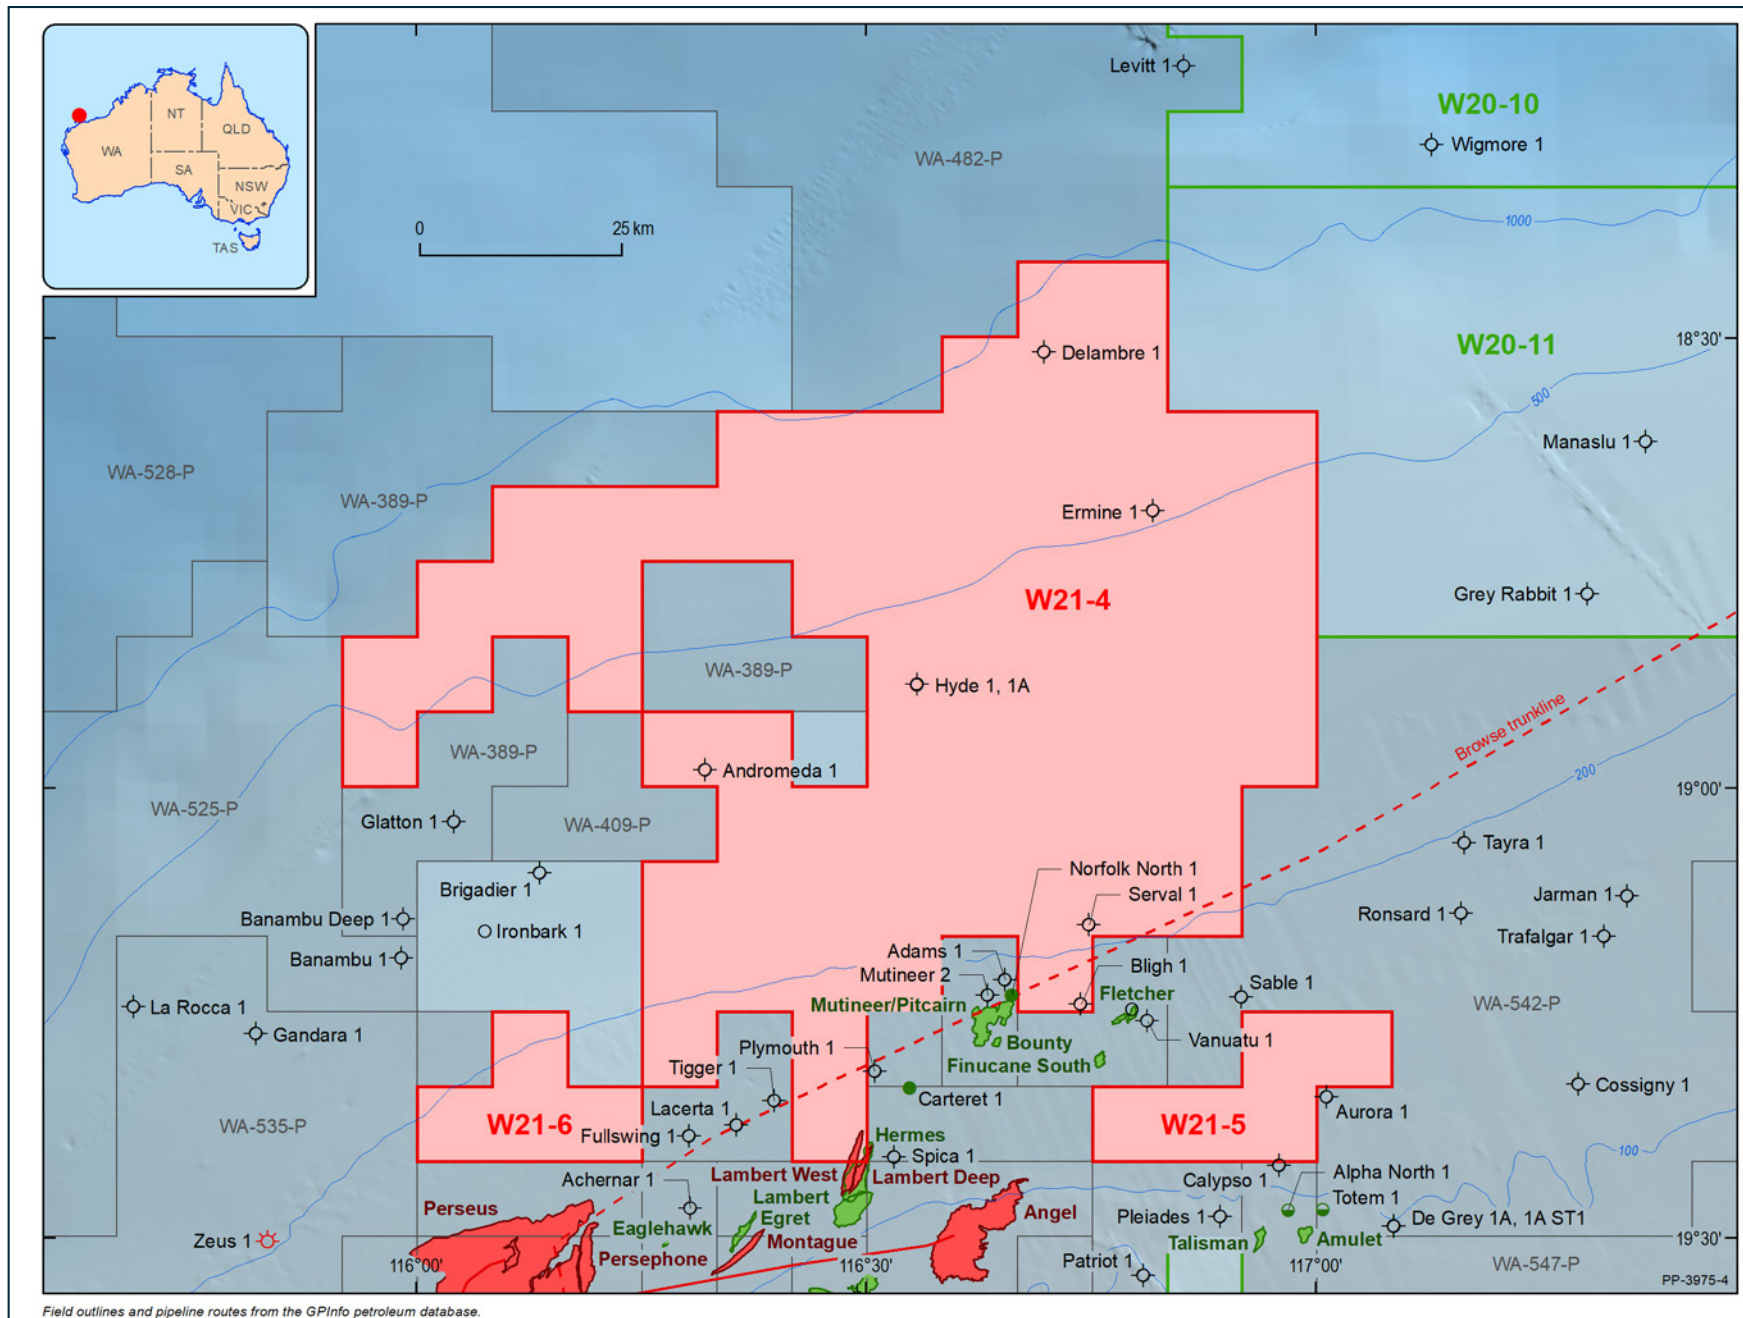 NT
QLD
WA
SA
NSW
VIC
TAS
0 25 km
Levitt 1
W20-10
Wigmore 1
WA-482-P
1000
18°30'
Delambre 1
W20-11
500
Manaslu 1
WA-528-P
WA-389-P
Ermine 1
W21-4
Grey Rabbit 1
WA-389-P
Hyde 1, 1A
Browse trunkline
WA-389-P
Andromeda 1
200
19°00'
WA-525-P
Glatton 1
WA-409-P
Tayra 1
Norfolk North 1
Brigadier 1
Serval 1
Jarman 1
Banambu Deep 1
Ronsard 1
Ironbark 1
Trafalgar 1
Adams 1
Banambu 1
Bligh 1
Mutineer 2
Sable 1
Fletcher
La Rocca 1
Mutineer/Pitcairn
WA-542-P
Gandara 1
Vanuatu 1
Plymouth 1
Bounty
Tigger 1
Finucane South
Cossigny 1
Carteret 1
Lacerta 1
Aurora 1
W21-6
W21-5
WA-535-P
Fullswing 1
Hermes
Spica 1
100
Lambert West
Lambert Deep
Achernar 1
Calypso 1
Alpha North 1
Lambert
Totem 1
Perseus
Egret
Angel
Pleiades 1
De Grey 1A, 1A ST1
Eaglehawk
Zeus 1
Montague
Talisman
Amulet
19°30'
Persephone
Patriot 1
116°00'
116°30'
117°00'
WA-547-P
PP-3975-4
Field outlines and pipeline routes from the GPInfo petroleum database.